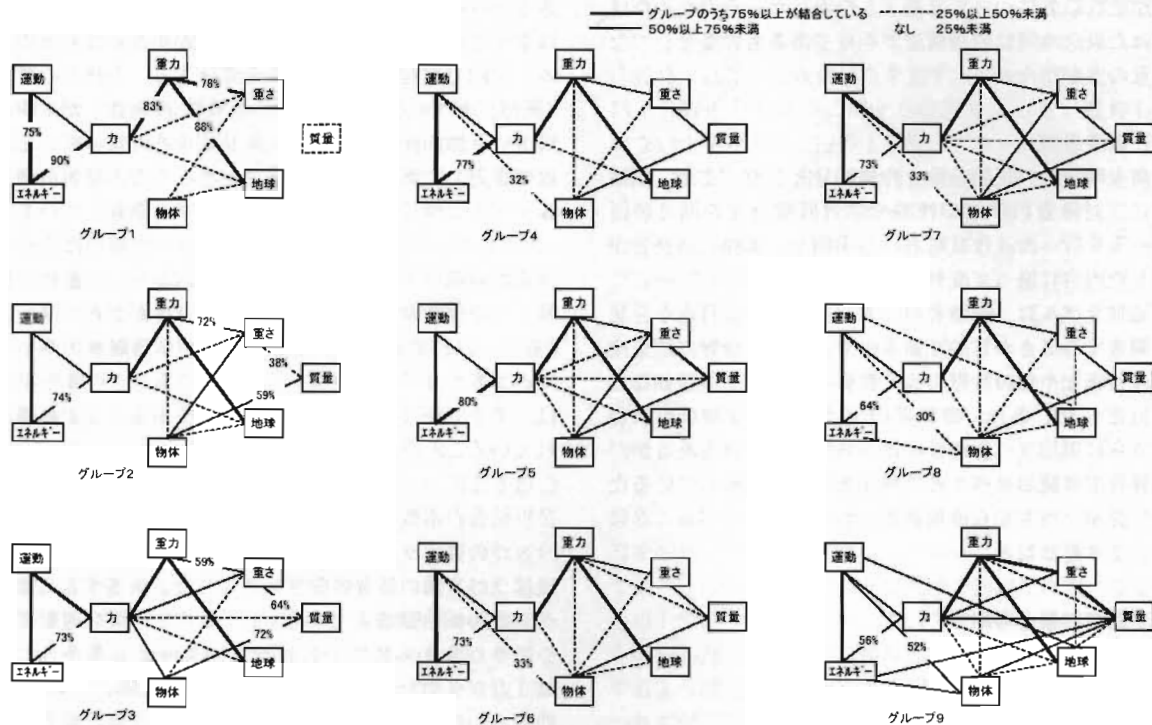 グループのうち75%以上が結合している 25%以上50%未満
50%以上75%未満 なし 25%未満
重力
運動
78%
重さ
83%
75%
力
88%
質量
90%
エネルギー
地球
物体
グループ1
重力
運動
重さ
力
質量
77%
32%
エネルギー
地球
物体
グループ4
重力
運動
重さ
力
質量
73%
33%
エネルギー
地球
物体
グループ7
重力
運動
72%
重さ
力
38%
質量
74%
59%
エネルギー
地球
物体
グループ2
重力
運動
重さ
力
質量
80%
エネルギー
地球
物体
グループ5
重力
運動
重さ
力
質量
64%
30%
エネルギー
地球
物体
グループ8
重力
運動
59%
重さ
64%
力
質量
73%
72%
エネルギー
地球
物体
グループ3
重力
運動
重さ
力
質量
73%
33%
エネルギー
地球
物体
グループ6
重力
運動
重さ
力
質量
56%
52%
エネルギー
地球
物体
グループ9